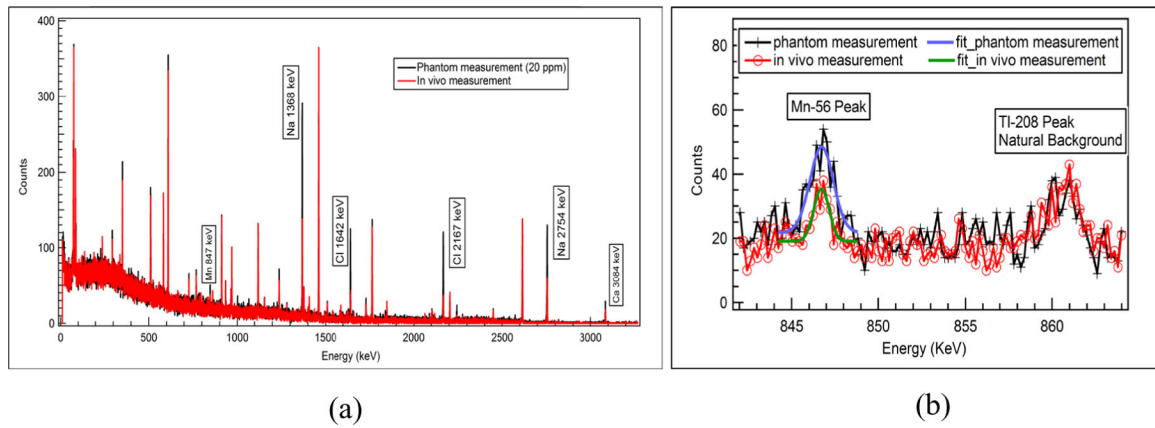 400
300
200
100
0
Counts
Phantom measurement (20 ppm)
In vivo measurement
Mn 847 keV
Na 1368 keV
Cl 1642 keV
Cl 2167 keV
Na 2754 keV
Ca 3084 keV
0 500 1000 1500 2000 2500 3000
Energy (keV)
(a)
80
60
40
20
0
Counts
phantom measurement fit_phantom measurement
in vivo measurement fit_in vivo measurement
Mn-56 Peak
Tl-208 Peak
Natural Background
845 850 855 860
Energy (KeV)
(b)